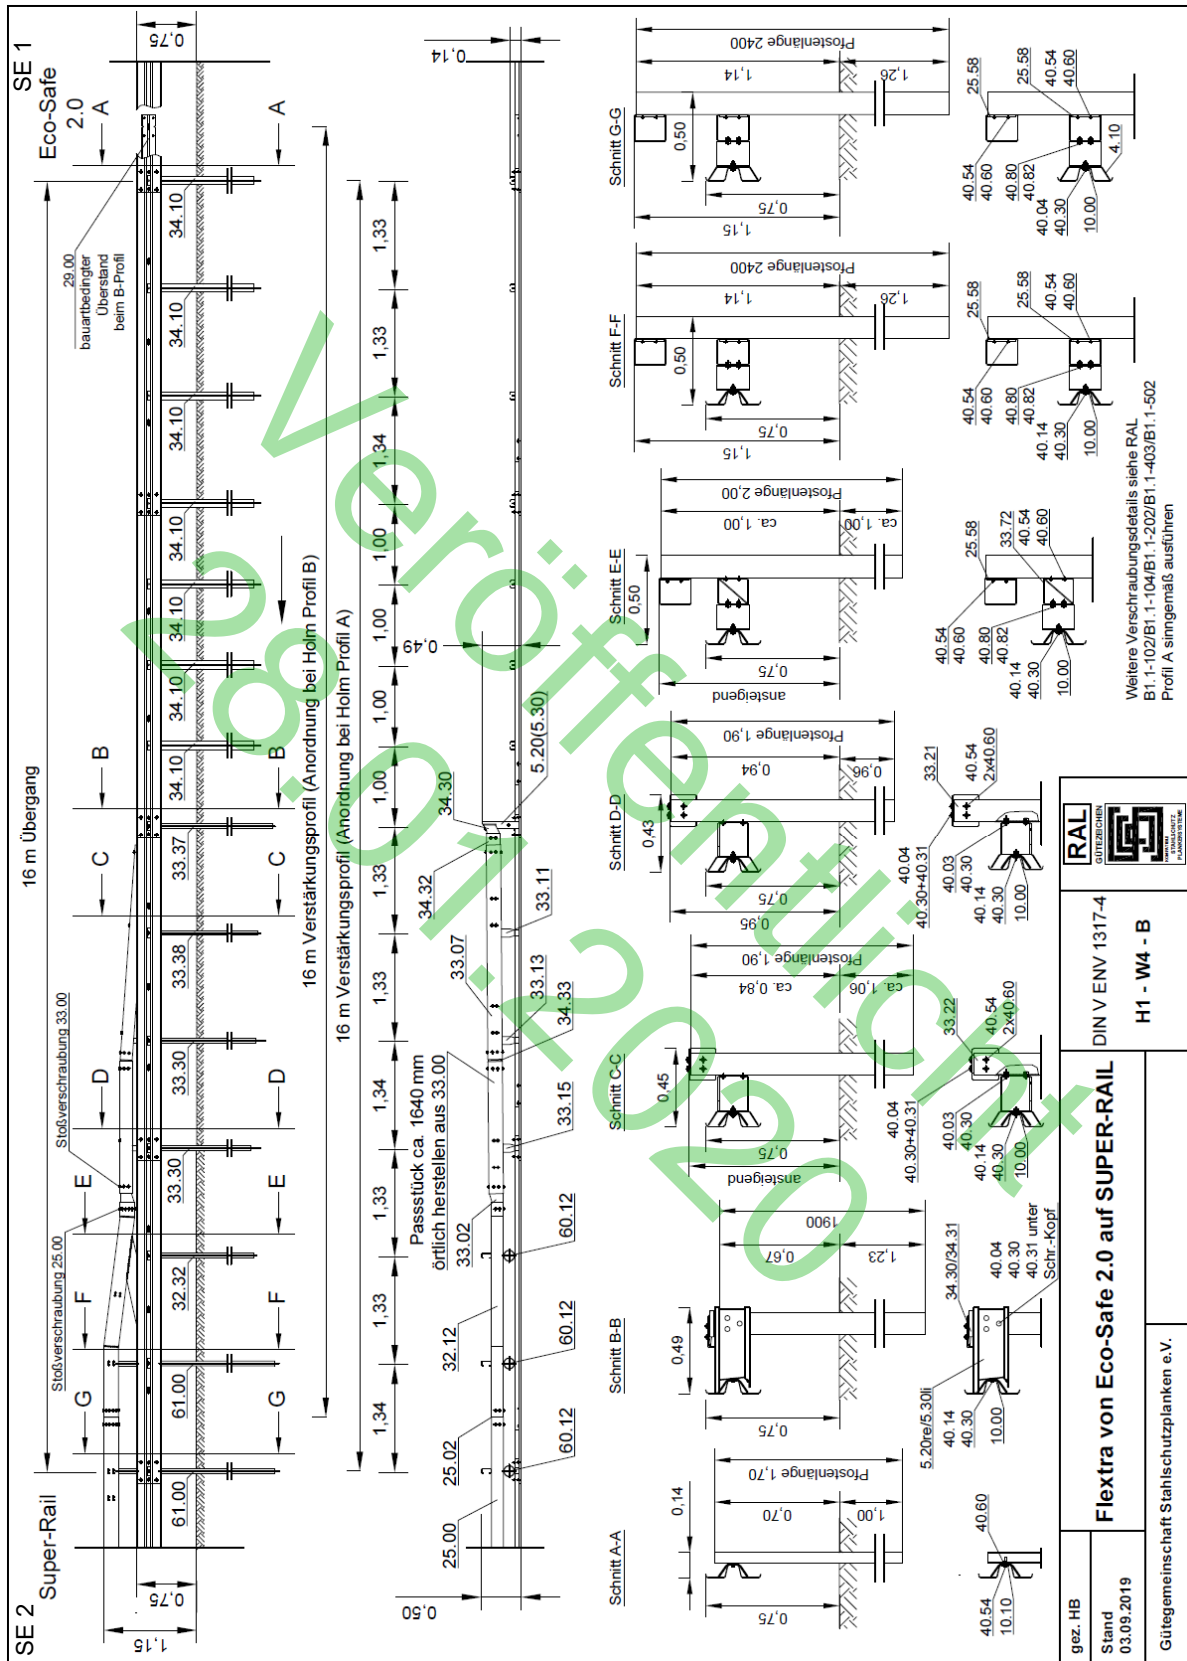 SE 2
SE 1
Super-Rail
Eco-Safe
2.0
16 m Übergang
1,15
0,75
0,75
Stoßverschraubung 25.00
Stoßverschraubung 33.00
29.00
bauartbedingter
Überstand
beim B-Profil
G
F
E
D
C
B
A
G
F
E
D
C
B
A
61.00
61.00
32.32
33.30
33.30
33.38
33.37
34.10
34.10
34.10
34.10
34.10
34.10
34.10
16 m Verstärkungsprofil (Anordnung bei Holm Profil B)
16 m Verstärkungsprofil (Anordnung bei Holm Profil A)
1,34
1,33
1,33
1,34
1,33
1,33
1,00
1,00
1,00
1,00
1,34
1,33
1,33
0,50
25.00
25.02
32.12
33.02
Passstück ca. 1640 mm
örtlich herstellen aus 33.00
33.07
34.32
34.30
0,49
0,14
60.12
60.12
60.12
33.15
34.33
33.13
33.11
5.20(5.30)
Schnitt A-A
0,14
0,75
0,70
1,00
Pfostenlänge 1,70
40.54
10.10
40.60
Schnitt B-B
0,49
0,75
0,67
1,23
1900
5.20re/5.30li
40.14
40.30
10.00
34.30/34.31
40.04
40.30
40.31 unter
Schr.-Kopf
Schnitt C-C
0,45
ansteigend
0,75
ca. 0,84
ca. 1,06
Pfostenlänge 1,90
40.04
40.30+40.31
40.03
40.30
40.14
40.30
10.00
33.22
40.54
2x40.60
Schnitt D-D
0,43
0,95
0,75
0,94
0,96
Pfostenlänge 1,90
40.04
40.30+40.31
40.03
40.30
40.14
40.30
10.00
33.21
40.54
2x40.60
Schnitt E-E
0,50
ansteigend
0,75
ca. 1,00
ca. 1,00
Pfostenlänge 2,00
40.54
40.60
40.80
40.82
40.14
40.30
10.00
25.58
33.72
40.54
40.60
Schnitt F-F
0,50
1,15
0,75
1,14
1,26
Pfostenlänge 2400
40.54
40.60
40.80
40.82
40.14
40.30
10.00
25.58
25.58
40.54
40.60
Schnitt G-G
0,50
1,15
0,75
1,14
1,26
Pfostenlänge 2400
40.54
40.60
40.80
40.82
40.04
40.30
10.00
25.58
25.58
40.54
40.60
4.10
Weitere Verschraubungsdetails siehe RAL
B1.1-102/B1.1-104/B1.1-202/B1.1-403/B1.1-502
Profil A sinngemäß ausführen
gez. HB
Stand
03.09.2019
Flextra von Eco-Safe 2.0 auf SUPER-RAIL
DIN V ENV 1317-4
H1 - W4 - B
RAL
GÜTEZEICHEN
STAHLSCHUTZ
PLANKENSYSTEME
Gütegemeinschaft Stahlschutzplanken e.V.
Veröffentlicht
28.01.2020